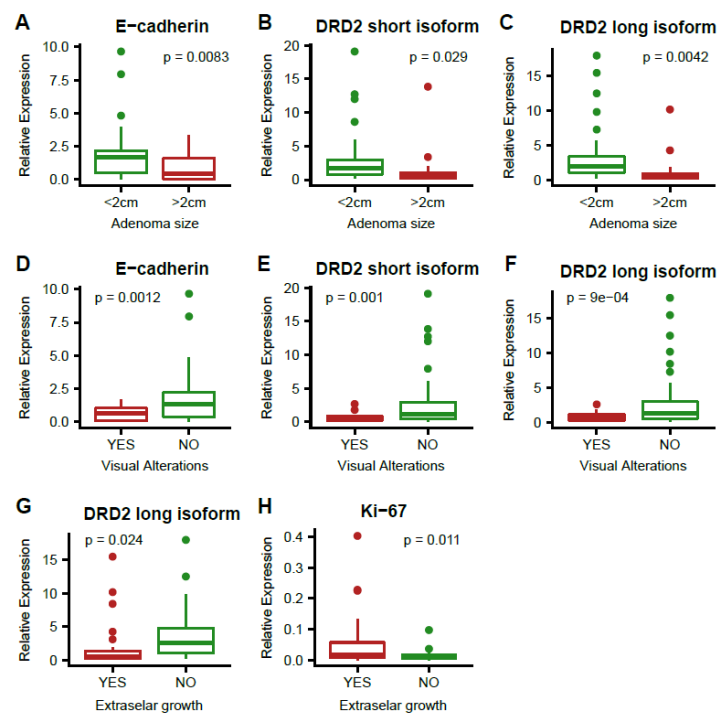 A E-cadherin
10.0
7.5
5.0
2.5
0.0
p = 0.0083
Relative Expression
<2cm >2cm
Adenoma size
B DRD2 short isoform
20
15
10
5
0
p = 0.029
Relative Expression
<2cm >2cm
Adenoma size
C DRD2 long isoform
15
10
5
0
p = 0.0042
Relative Expression
<2cm >2cm
Adenoma size
D E-cadherin
10.0
7.5
5.0
2.5
0.0
p = 0.0012
Relative Expression
YES NO
Visual Alterations
E DRD2 short isoform
20
15
10
5
0
p = 0.001
Relative Expression
YES NO
Visual Alterations
F DRD2 long isoform
15
10
5
0
p = 9e−04
Relative Expression
YES NO
Visual Alterations
G DRD2 long isoform
15
10
5
0
p = 0.024
Relative Expression
YES NO
Extraselar growth
H Ki−67
0.4
0.3
0.2
0.1
0.0
p = 0.011
Relative Expression
YES NO
Extraselar growth